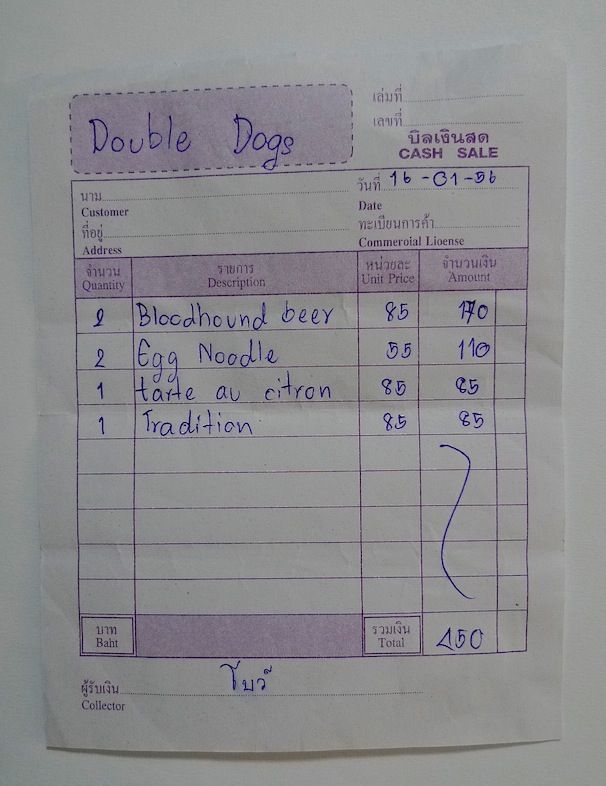 Double Dogs
เล่มที่
เลขที่
บิลเงินสด
CASH SALE
นาม
Customer
วันที่ 16-01-56
Date
ที่อยู่
Address
ทะเบียนการค้า
Commercial License
จำนวน รายการ หน่วยละ จำนวนเงิน
Quantity Description Unit Price Amount
2 Bloodhound beer 85 170
2 Egg Noodle 55 110
1 tarte au citron 85 85
1 Tradition 85 85
บาท รวมเงิน
Baht Total 450
ผู้รับเงิน โบว์
Collector